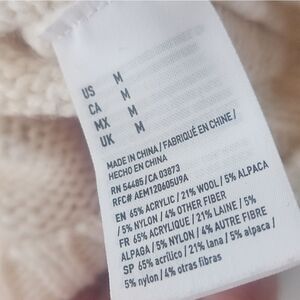 US M
CA M
MX M
UK M
MADE IN CHINA / FABRIQUÉ EN CHINE /
HECHO EN CHINA
RN 54485/CA 03873
RFC# AEM120605U9A
EN 65% ACRYLIC / 21% WOOL / 5% ALPACA
/ 5% NYLON / 4% OTHER FIBER
FR 65% ACRYLIQUE / 21% LAINE / 5%
ALPAGA / 5% NYLON / 4% AUTRE FIBRE
SP 65% acrílico / 21% lana / 5% alpaca /
5% nylon / 4% otras fibras